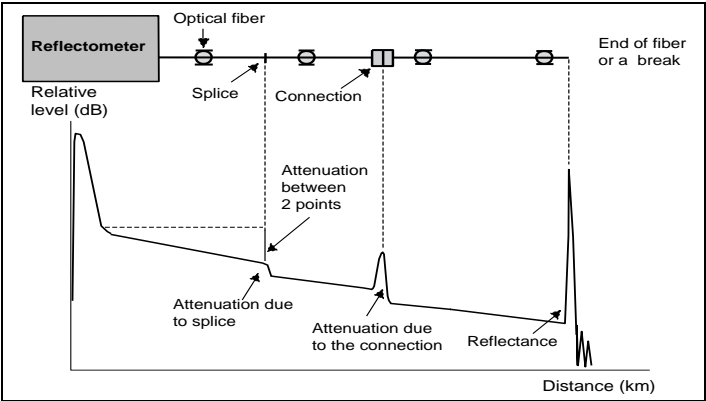 Optical fiber
Reflectometer
End of fiber
or a break
Splice
Connection
Relative
level (dB)
Attenuation
between
2 points
Attenuation due
to splice
Attenuation due
to the connection
Reflectance
Distance (km)